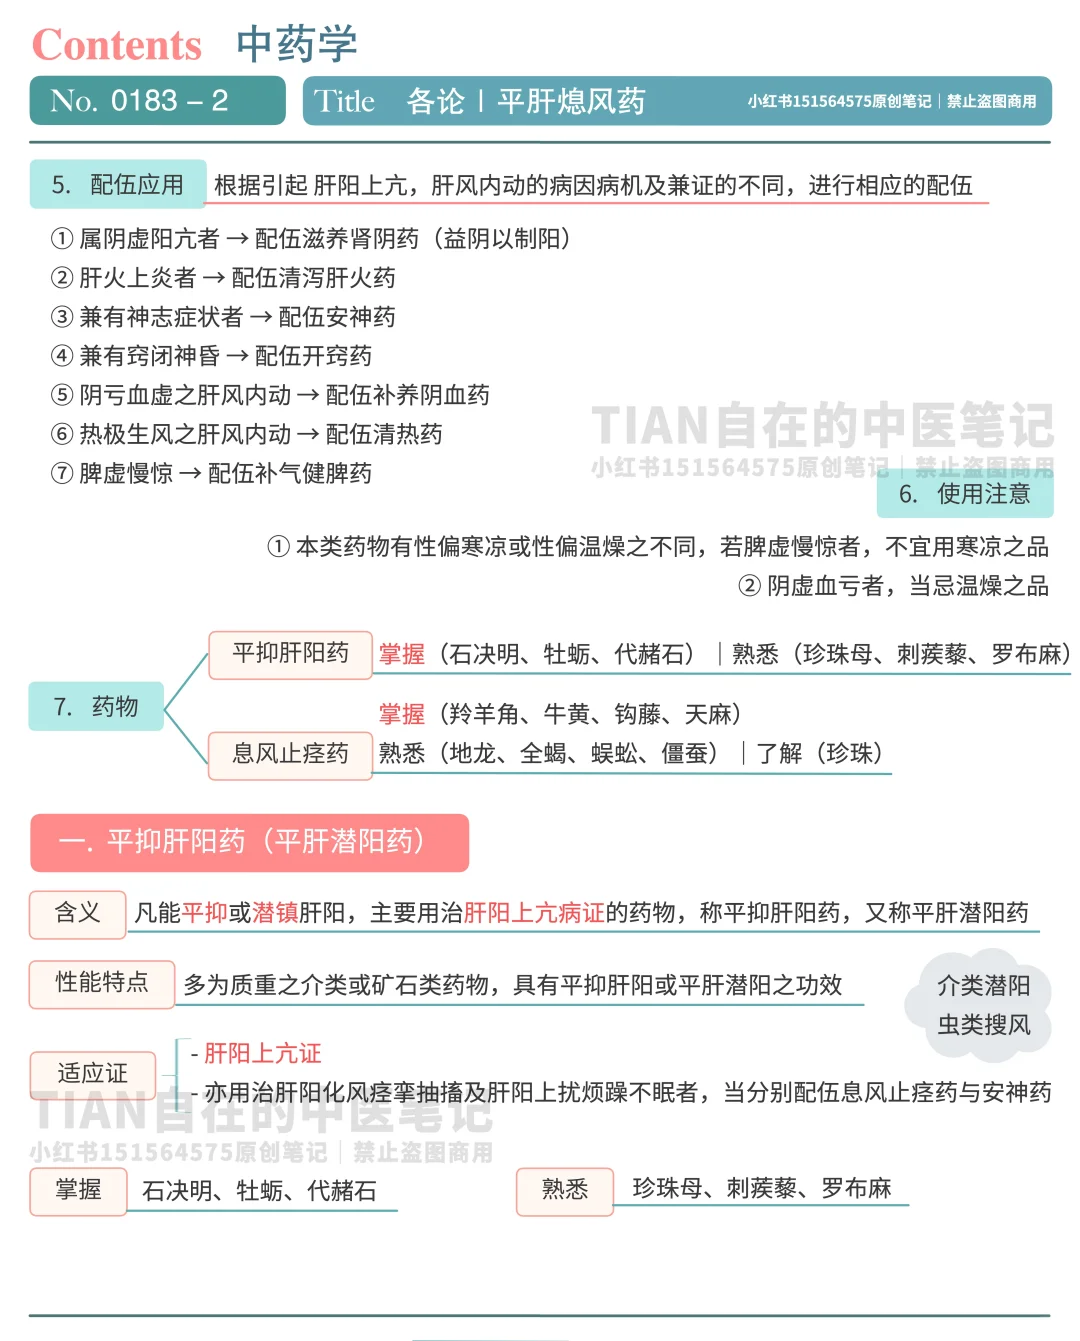 Contents 中药学
No. 0183 – 2
Title 各论｜平肝熄风药 小红书151564575原创笔记｜禁止盗图商用
5. 配伍应用 根据引起 肝阳上亢，肝风内动的病因病机及兼证的不同，进行相应的配伍
① 属阴虚阳亢者 → 配伍滋养肾阴药（益阴以制阳）
② 肝火上炎者 → 配伍清泻肝火药
③ 兼有神志症状者 → 配伍安神药
④ 兼有窍闭神昏 → 配伍开窍药
⑤ 阴亏血虚之肝风内动 → 配伍补养阴血药
⑥ 热极生风之肝风内动 → 配伍清热药
⑦ 脾虚慢惊 → 配伍补气健脾药
TIAN自在的中医笔记
小红书151564575原创笔记｜禁止盗图商用
6. 使用注意
① 本类药物有性偏寒凉或性偏温燥之不同，若脾虚慢惊者，不宜用寒凉之品
② 阴虚血亏者，当忌温燥之品
7. 药物
平抑肝阳药 掌握（石决明、牡蛎、代赭石）｜熟悉（珍珠母、刺蒺藜、罗布麻）
掌握（羚羊角、牛黄、钩藤、天麻）
息风止痉药 熟悉（地龙、全蝎、蜈蚣、僵蚕）｜了解（珍珠）
一. 平抑肝阳药（平肝潜阳药）
含义 凡能平抑或潜镇肝阳，主要用治肝阳上亢病证的药物，称平抑肝阳药，又称平肝潜阳药
性能特点 多为质重之介类或矿石类药物，具有平抑肝阳或平肝潜阳之功效
介类潜阳
虫类搜风
适应证
- 肝阳上亢证
- 亦用治肝阳化风痉挛抽搐及肝阳上扰烦躁不眠者，当分别配伍息风止痉药与安神药
TIAN自在的中医笔记
小红书151564575原创笔记｜禁止盗图商用
掌握 石决明、牡蛎、代赭石
熟悉 珍珠母、刺蒺藜、罗布麻